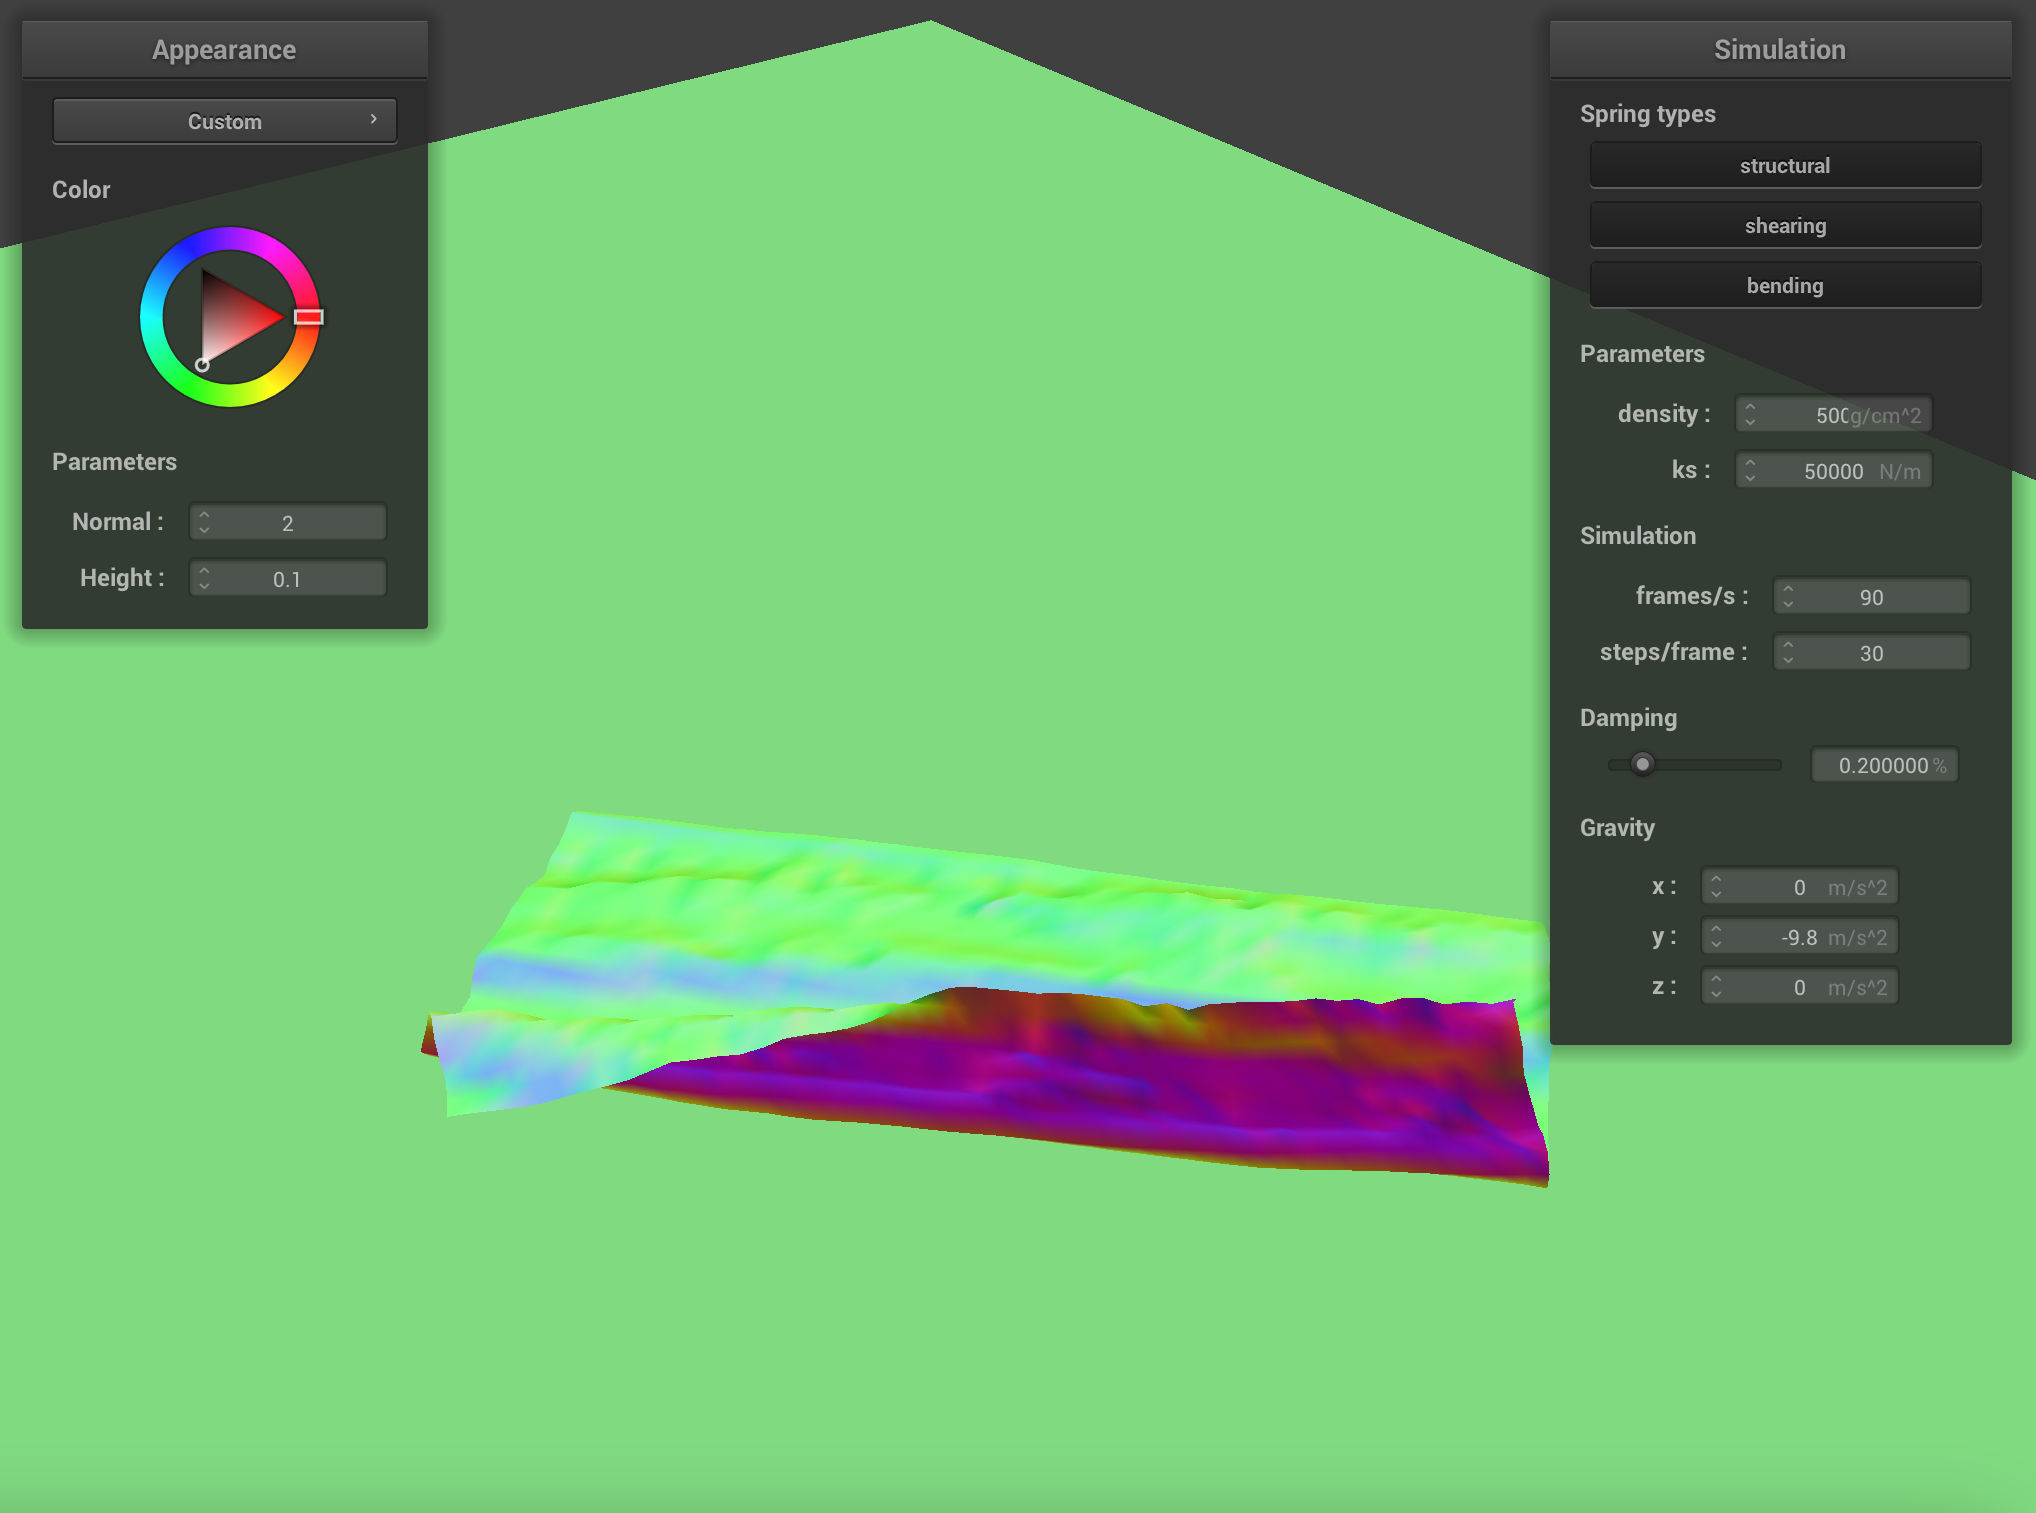 Appearance
Custom
Color
Parameters
Normal :
2
Height :
0.1
Simulation
Spring types
structural
shearing
bending
Parameters
density :
500g/cm^2
ks :
50000 N/m
Simulation
frames/s :
90
steps/frame :
30
Damping
0.200000 %
Gravity
x :
0 m/s^2
y :
-9.8 m/s^2
z :
0 m/s^2